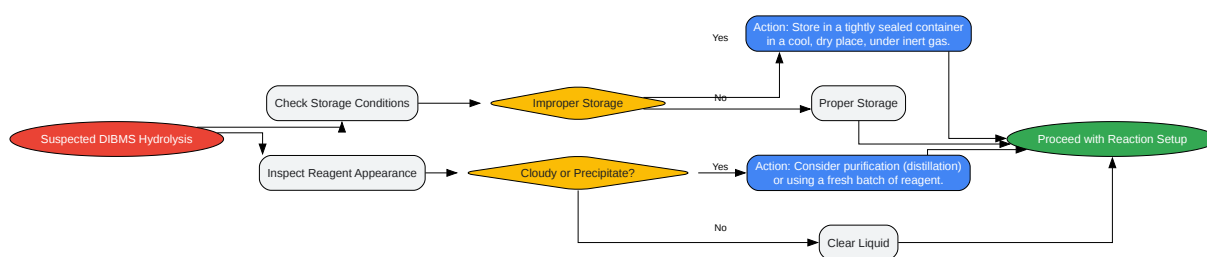 Suspected DIBMS Hydrolysis
Check Storage Conditions
Improper Storage
Yes
Action: Store in a tightly sealed container
in a cool, dry place, under inert gas.
No
Proper Storage
Inspect Reagent Appearance
Cloudy or Precipitate?
Yes
Action: Consider purification (distillation)
or using a fresh batch of reagent.
No
Clear Liquid
Proceed with Reaction Setup